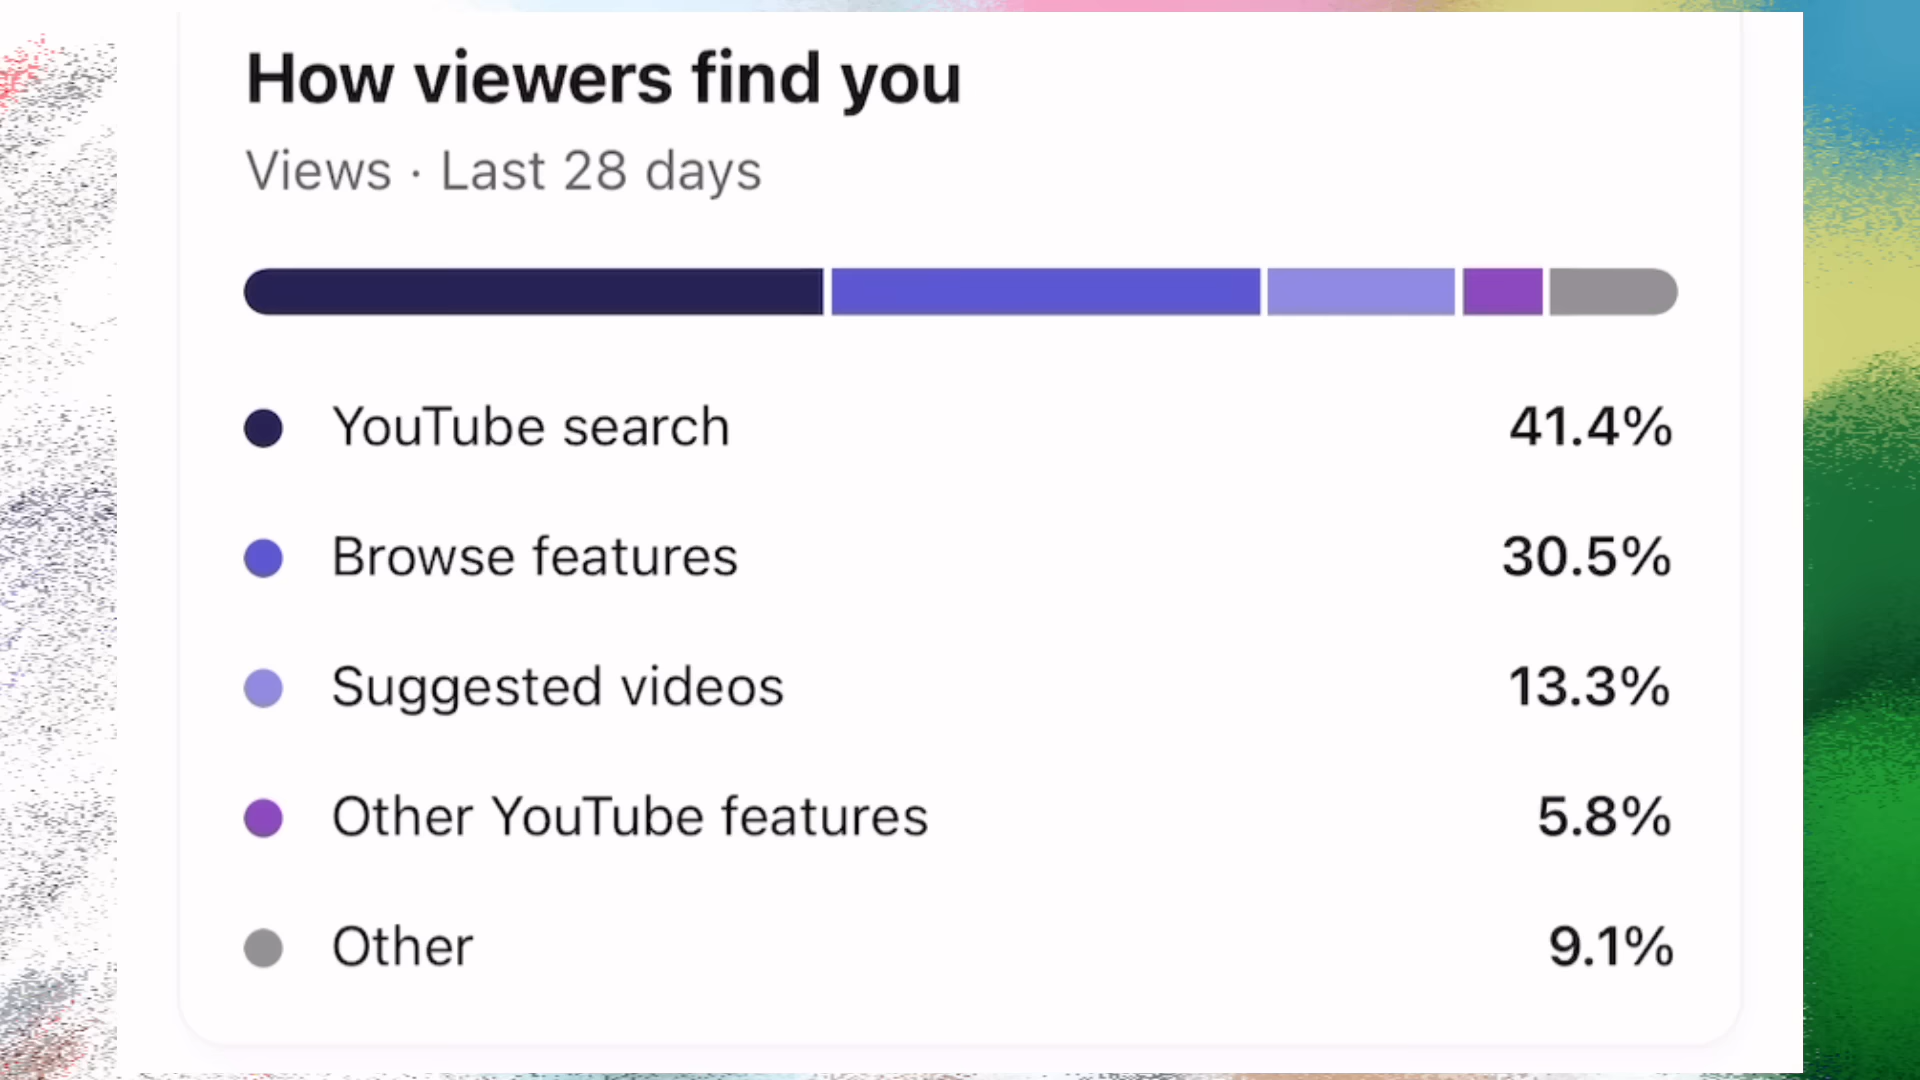 How viewers find you
Views · Last 28 days
YouTube search 41.4%
Browse features 30.5%
Suggested videos 13.3%
Other YouTube features 5.8%
Other 9.1%